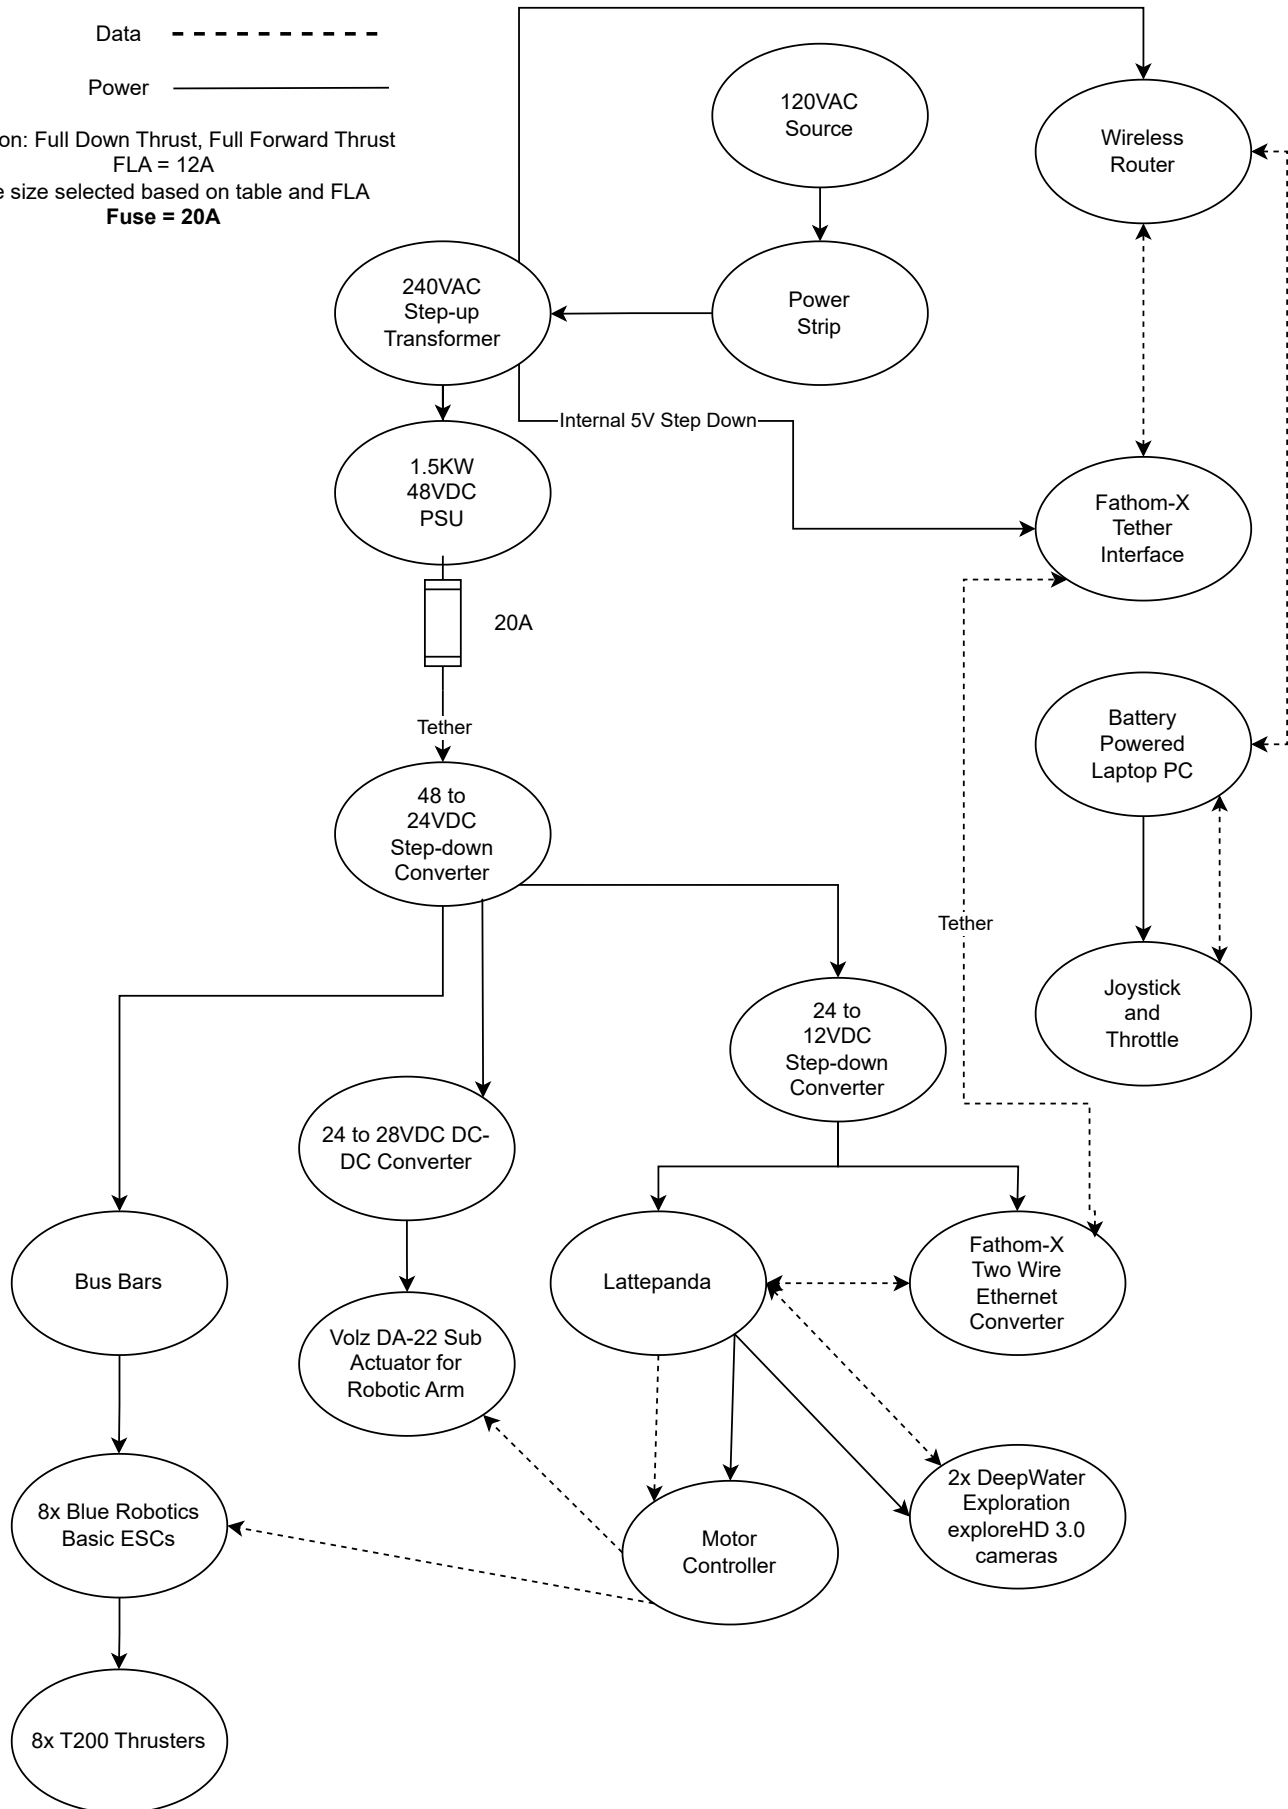 Data
Power
on: Full Down Thrust, Full Forward Thrust
FLA = 12A
size selected based on table and FLA
Fuse = 20A
120VAC
Source
Wireless
Router
240VAC
Step-up
Transformer
Power
Strip
Internal 5V Step Down
1.5KW
48VDC
PSU
Fathom-X
Tether
Interface
20A
Tether
Battery
Powered
Laptop PC
48 to
24VDC
Step-down
Converter
Tether
Joystick
and
Throttle
24 to
12VDC
Step-down
Converter
24 to 28VDC DC-
DC Converter
Bus Bars
Lattepanda
Fathom-X
Two Wire
Ethernet
Converter
Volz DA-22 Sub
Actuator for
Robotic Arm
8x Blue Robotics
Basic ESCs
Motor
Controller
2x DeepWater
Exploration
exploreHD 3.0
cameras
8x T200 Thrusters